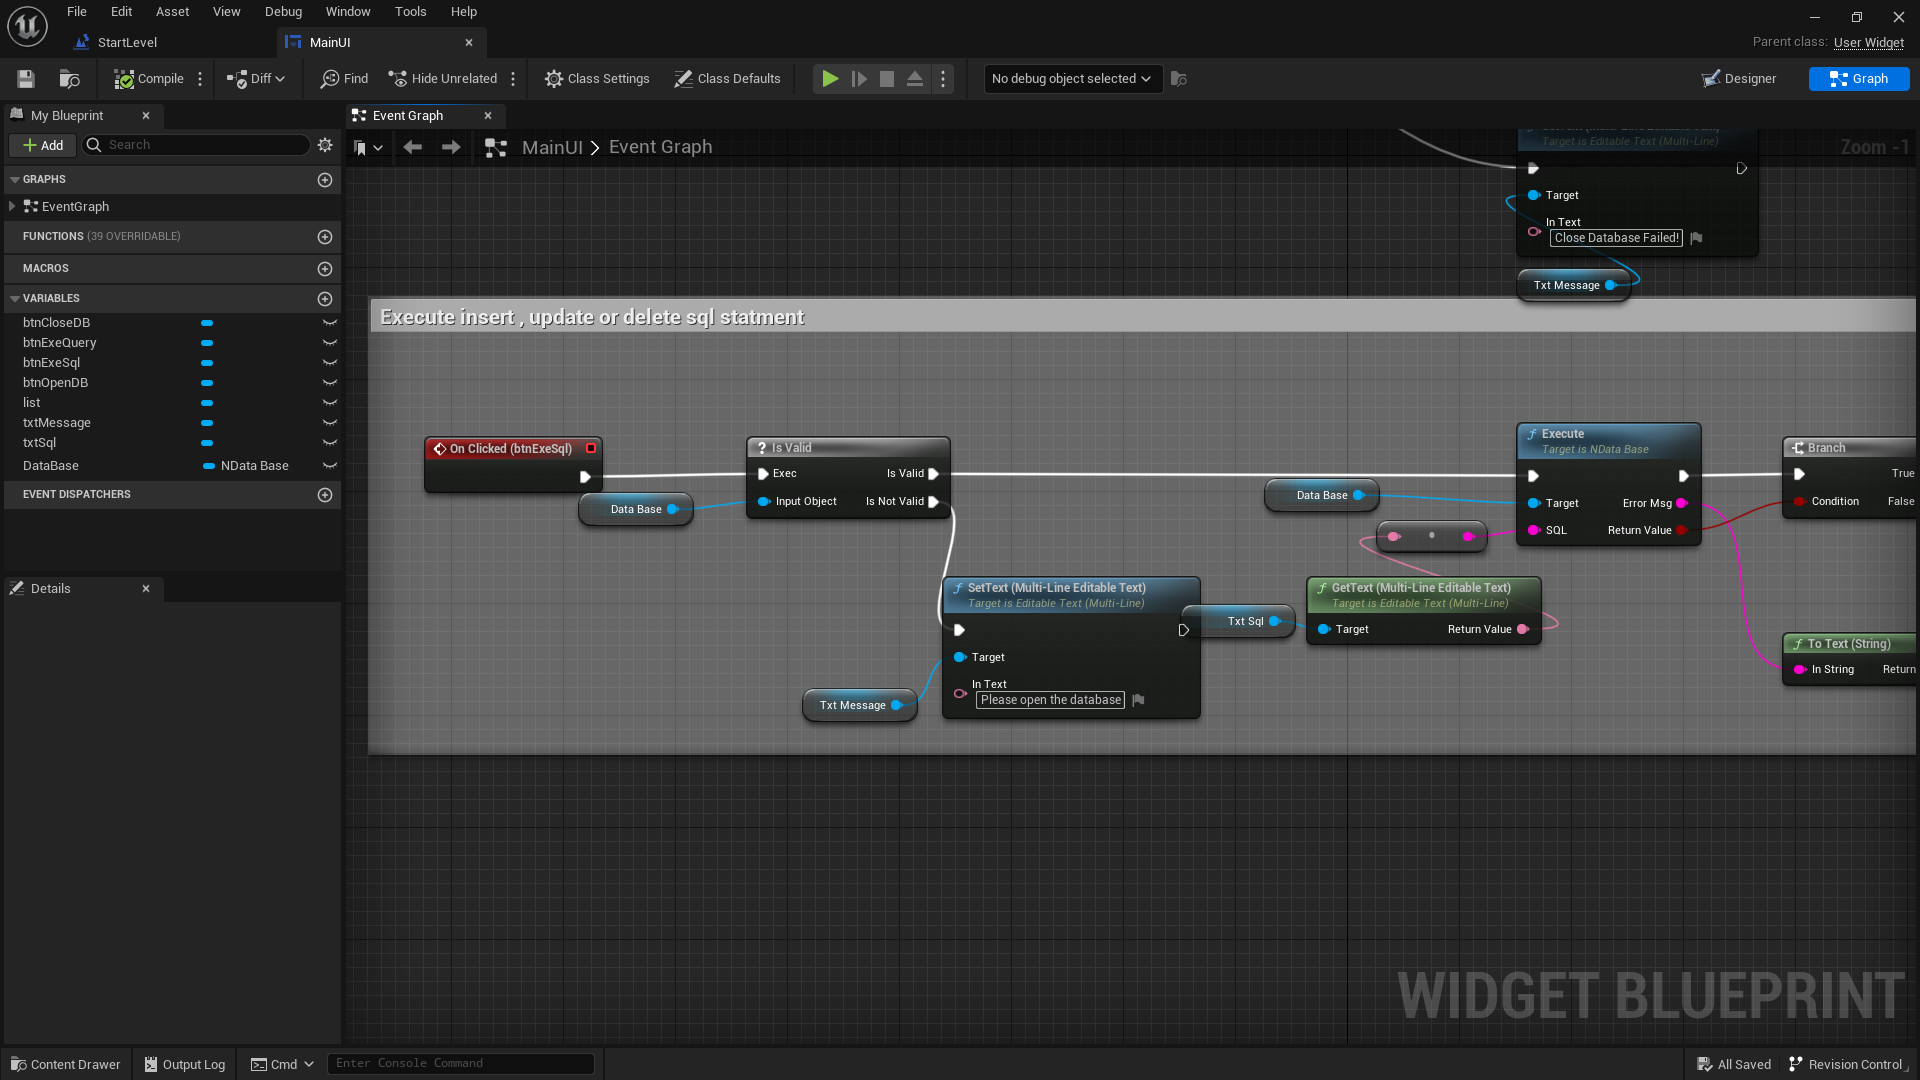 File Edit Asset View Debug Window Tools Help
StartLevel
MainUI
Parent class: User Widget
Compile
Diff
Find
Hide Unrelated
Class Settings
Class Defaults
No debug object selected
Designer
Graph
My Blueprint
Add
Search
GRAPHS
EventGraph
FUNCTIONS (39 OVERRIDABLE)
MACROS
VARIABLES
btnCloseDB
btnExeQuery
btnExeSql
btnOpenDB
list
txtMessage
txtSql
DataBase NData Base
EVENT DISPATCHERS
Details
Event Graph
MainUI > Event Graph
Zoom -1
Target is Editable Text (Multi-Line)
Target
In Text
Close Database Failed!
Txt Message
Execute insert , update or delete sql statment
On Clicked (btnExeSql)
Data Base
Is Valid
Exec Is Valid
Input Object Is Not Valid
Data Base
Execute
Target is NData Base
Target Error Msg
SQL Return Value
Branch
True
Condition False
SetText (Multi-Line Editable Text)
Target is Editable Text (Multi-Line)
Target
In Text
Please open the database
Txt Message
Txt Sql
GetText (Multi-Line Editable Text)
Target is Editable Text (Multi-Line)
Target Return Value
To Text (String)
In String Return
WIDGET BLUEPRINT
Content Drawer
Output Log
Cmd
Enter Console Command
All Saved
Revision Control